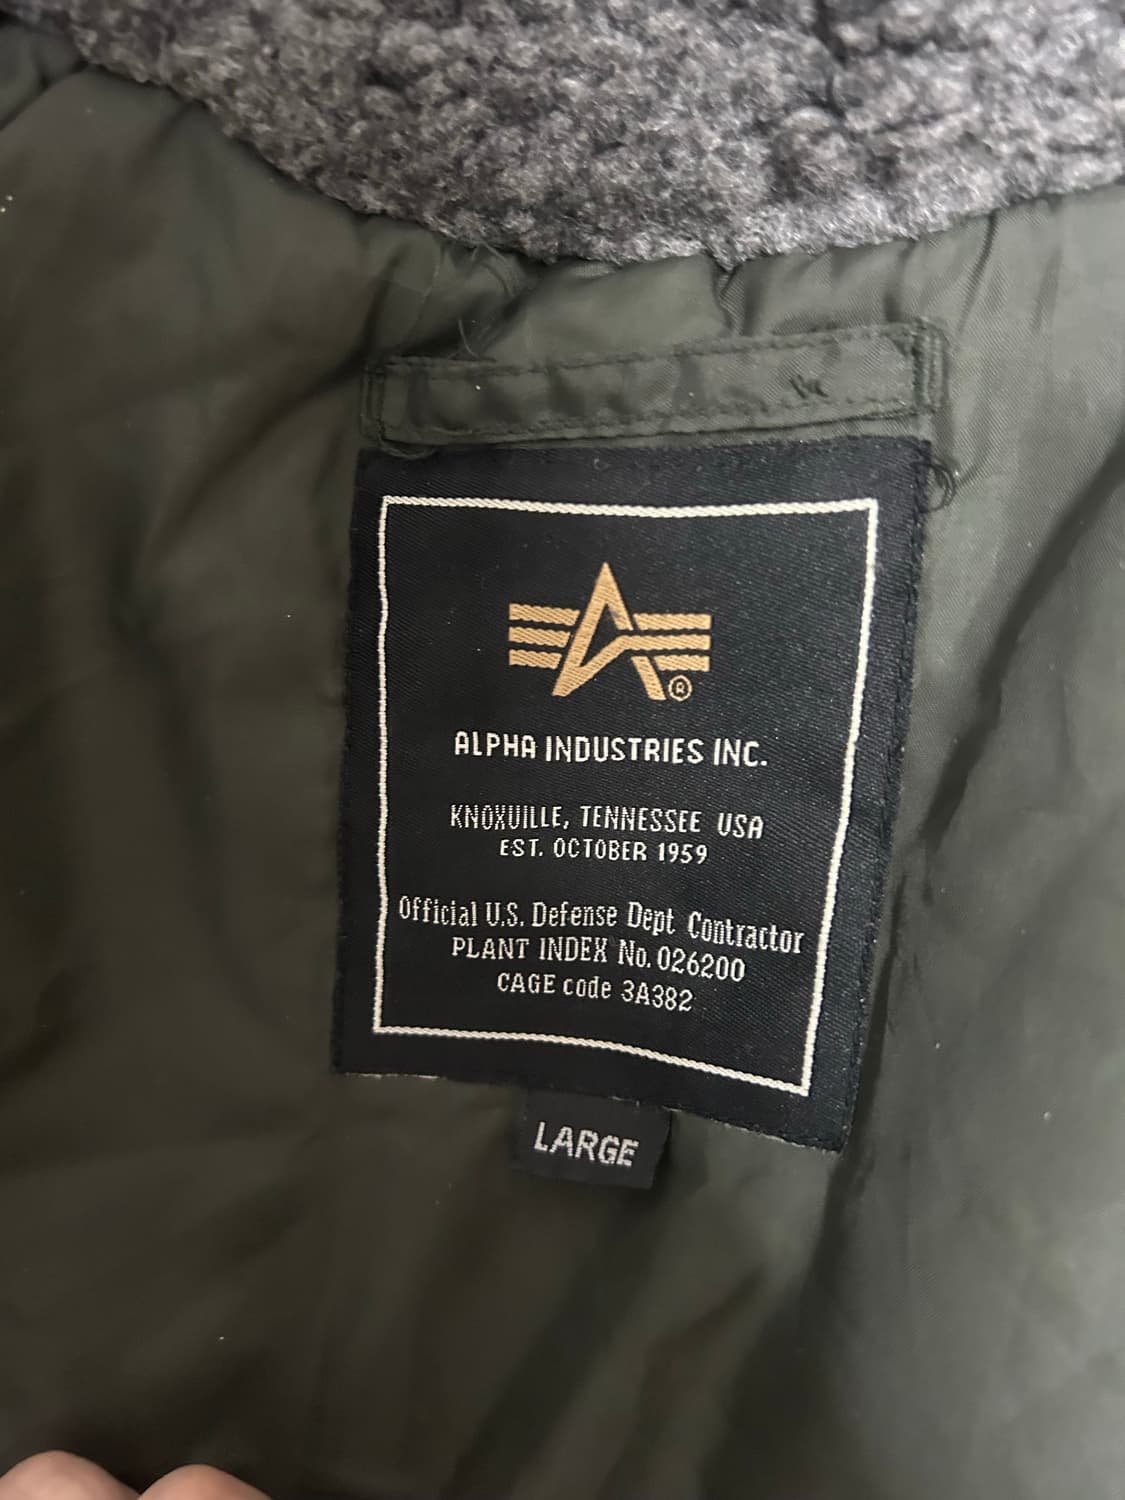 ALPHA INDUSTRIES INC.
KNOXVILLE, TENNESSEE USA
EST. OCTOBER 1959
Official U.S. Defense Dept Contractor
PLANT INDEX No. 026200
CAGE code 3A382
LARGE